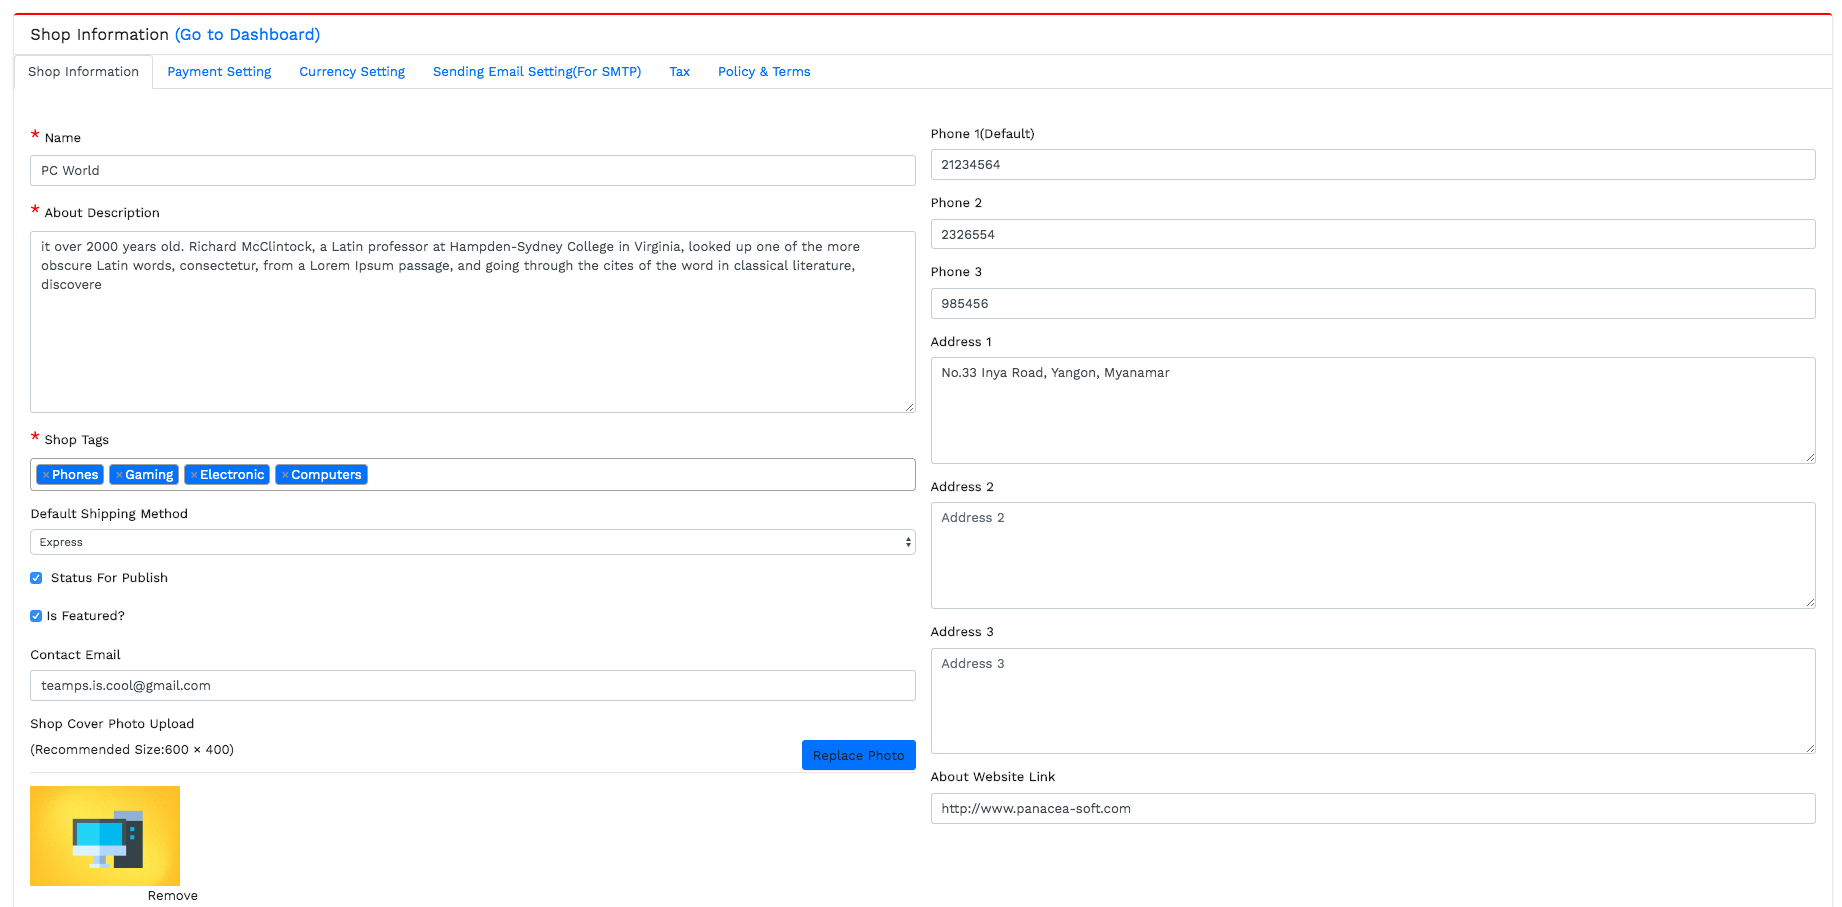 Shop Information (Go to Dashboard)
Shop Information Payment Setting Currency Setting Sending Email Setting(For SMTP) Tax Policy & Terms
* Name
PC World
* About Description
it over 2000 years old. Richard McClintock, a Latin professor at Hampden-Sydney College in Virginia, looked up one of the more
obscure Latin words, consectetur, from a Lorem Ipsum passage, and going through the cites of the word in classical literature,
discovere
* Shop Tags
×Phones ×Gaming ×Electronic ×Computers
Default Shipping Method
Express
Status For Publish
Is Featured?
Contact Email
teamps.is.cool@gmail.com
Shop Cover Photo Upload
(Recommended Size:600 × 400)
Replace Photo
Remove
Phone 1(Default)
21234564
Phone 2
2326554
Phone 3
985456
Address 1
No.33 Inya Road, Yangon, Myanamar
Address 2
Address 2
Address 3
Address 3
About Website Link
http://www.panacea-soft.com